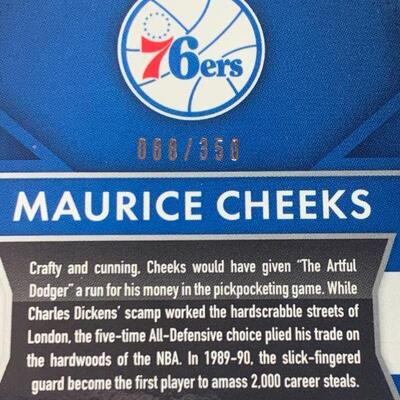 76ers
068/350
MAURICE CHEEKS
Crafty and cunning, Cheeks would have given "The Artful
Dodger" a run for his money in the pickpocketing game. While
Charles Dickens' scamp worked the hardscrabble streets of
London, the five-time All-Defensive choice plied his trade on
the hardwoods of the NBA. In 1989-90, the slick-fingered
guard become the first player to amass 2,000 career steals.